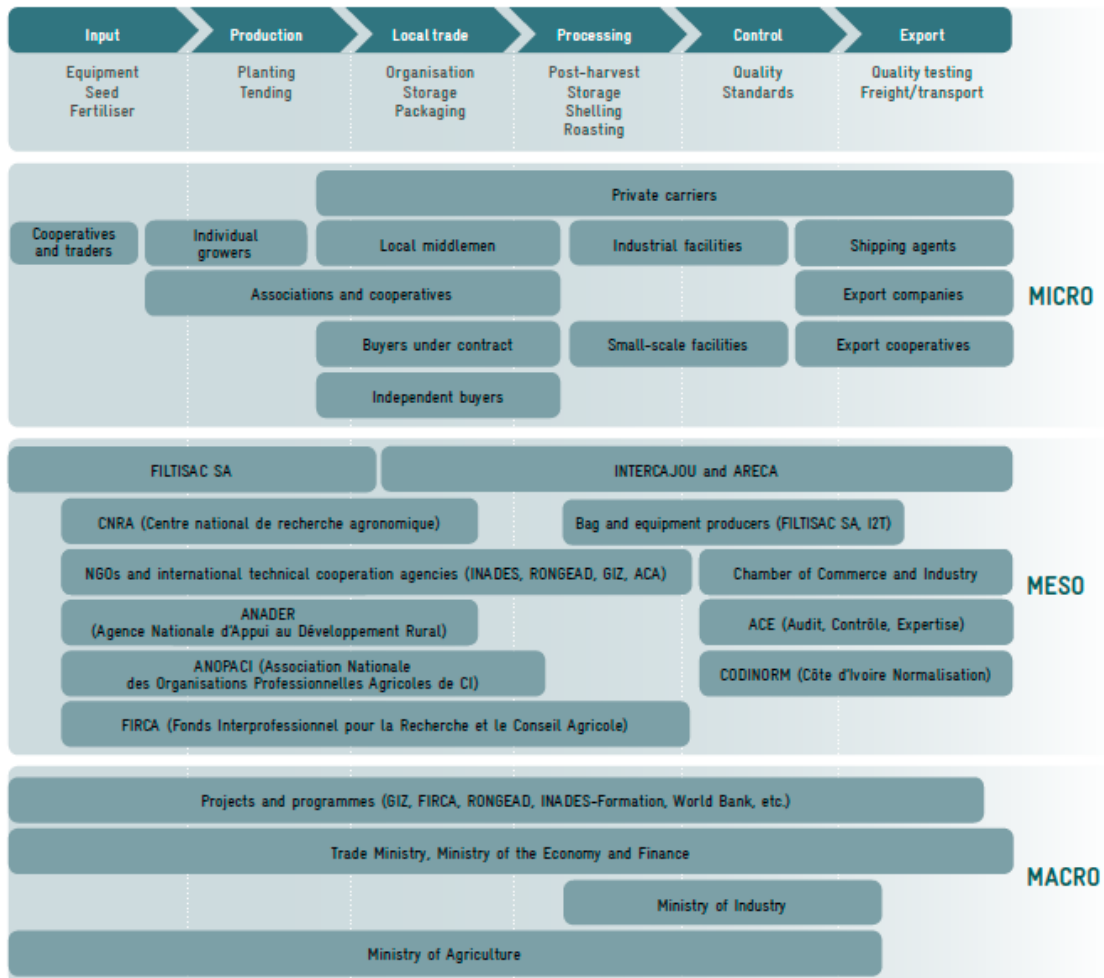 Input
Production
Local trade
Processing
Control
Export
Equipment
Seed
Fertiliser
Planting
Tending
Organisation
Storage
Packaging
Post-harvest
Storage
Shelling
Roasting
Quality
Standards
Quality testing
Freight/transport
Private carriers
Cooperatives
and traders
Individual
growers
Local middlemen
Industrial facilities
Shipping agents
Associations and cooperatives
Export companies
MICRO
Buyers under contract
Small-scale facilities
Export cooperatives
Independent buyers
FILTISAC SA
INTERCAJOU and ARECA
CNRA (Centre national de recherche agronomique)
Bag and equipment producers (FILTISAC SA, I2T)
NGOs and international technical cooperation agencies (INADES, RONGEAD, GIZ, ACA)
Chamber of Commerce and Industry
MESO
ANADER
(Agence Nationale d'Appui au Développement Rural)
ACE (Audit, Contrôle, Expertise)
ANOPACI (Association Nationale
des Organisations Professionnelles Agricoles de CI)
CODINORM (Côte d'Ivoire Normalisation)
FIRCA (Fonds Interprofessionnel pour la Recherche et le Conseil Agricole)
Projects and programmes (GIZ, FIRCA, RONGEAD, INADES-Formation, World Bank, etc.)
Trade Ministry, Ministry of the Economy and Finance
MACRO
Ministry of Industry
Ministry of Agriculture